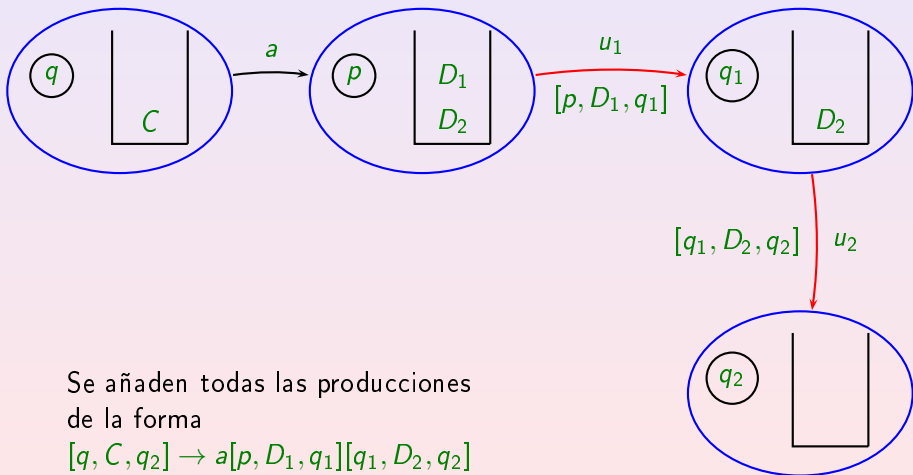 q
C
a
p
D₁
D₂
u₁
[p, D₁, q₁]
q₁
D₂
[q₁, D₂, q₂]
u₂
q₂
Se añaden todas las producciones
de la forma
[q, C, q₂] → a[p, D₁, q₁][q₁, D₂, q₂]